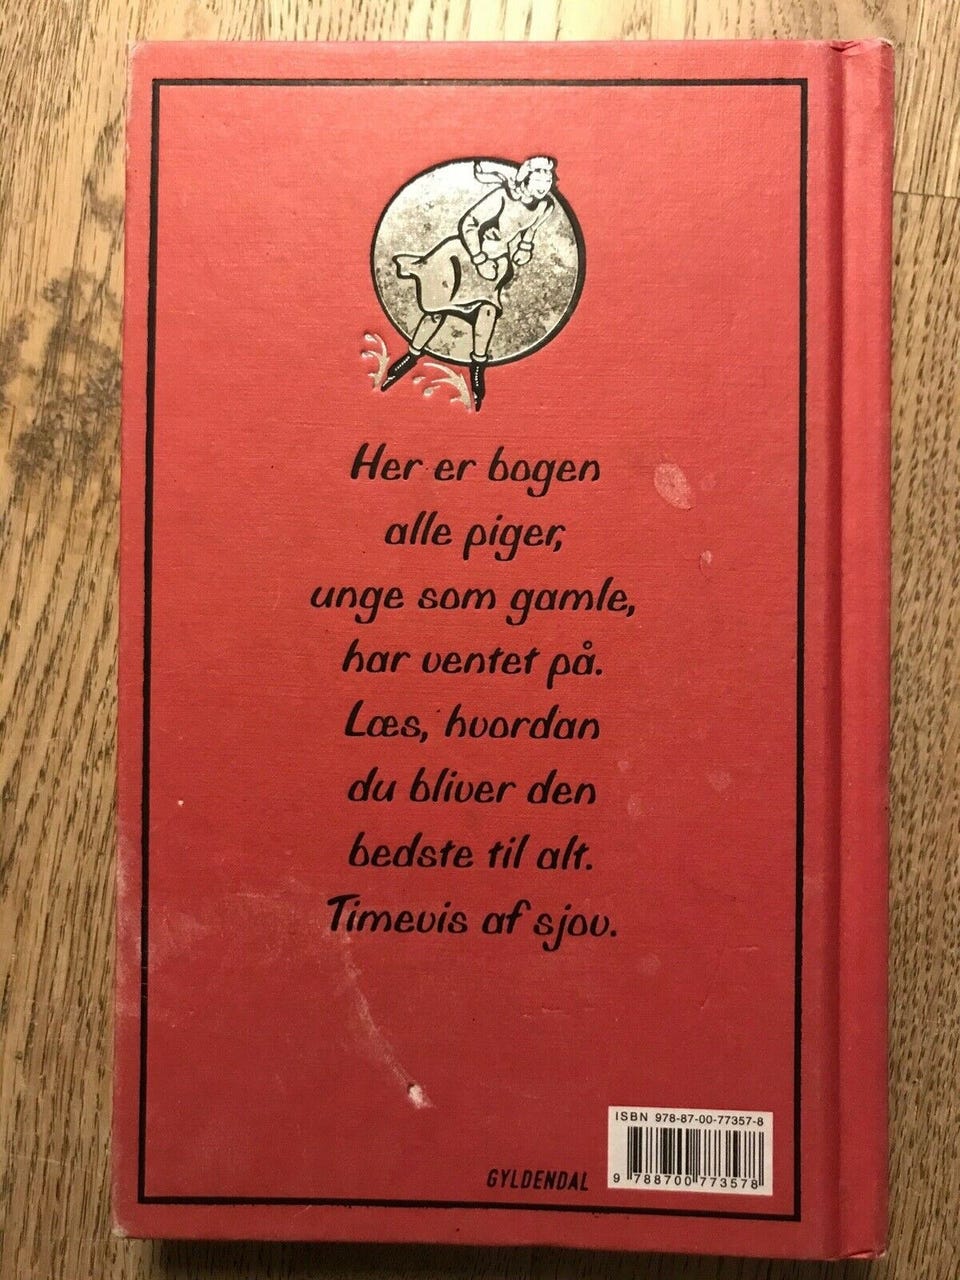 Her er bogen
alle piger,
unge som gamle,
har ventet på.
Læs, hvordan
du bliver den
bedste til alt.
Timevis af sjov.
ISBN 978-87-00-77357-8
GYLDENDAL
9 788700 773578